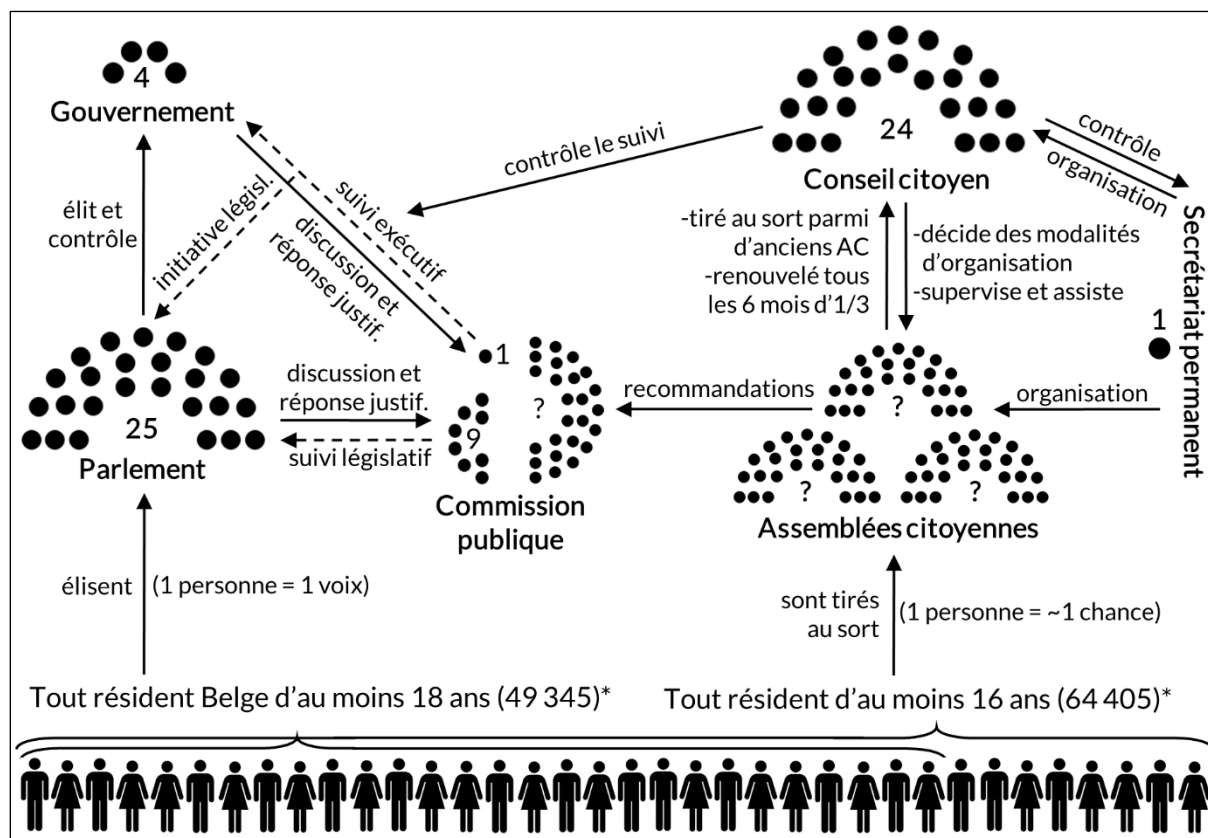 4
Gouvernement
élit et
contrôle
initiative législ.
suivi exécutif
discussion et
réponse justif.
contrôle le suivi
24
Conseil citoyen
contrôle
organisation
Secrétariat permanent
1
-tiré au sort parmi
d’anciens AC
-renouvelé tous
les 6 mois d’1/3
-décide des modalités
d’organisation
-supervise et assiste
25
Parlement
discussion et
réponse justif.
suivi législatif
1
?
9
Commission
publique
recommandations
?
?
?
Assemblées citoyennes
organisation
élisent
(1 personne = 1 voix)
sont tirés
au sort
(1 personne = ~1 chance)
Tout résident Belge d’au moins 18 ans (49 345)*
Tout résident d’au moins 16 ans (64 405)*